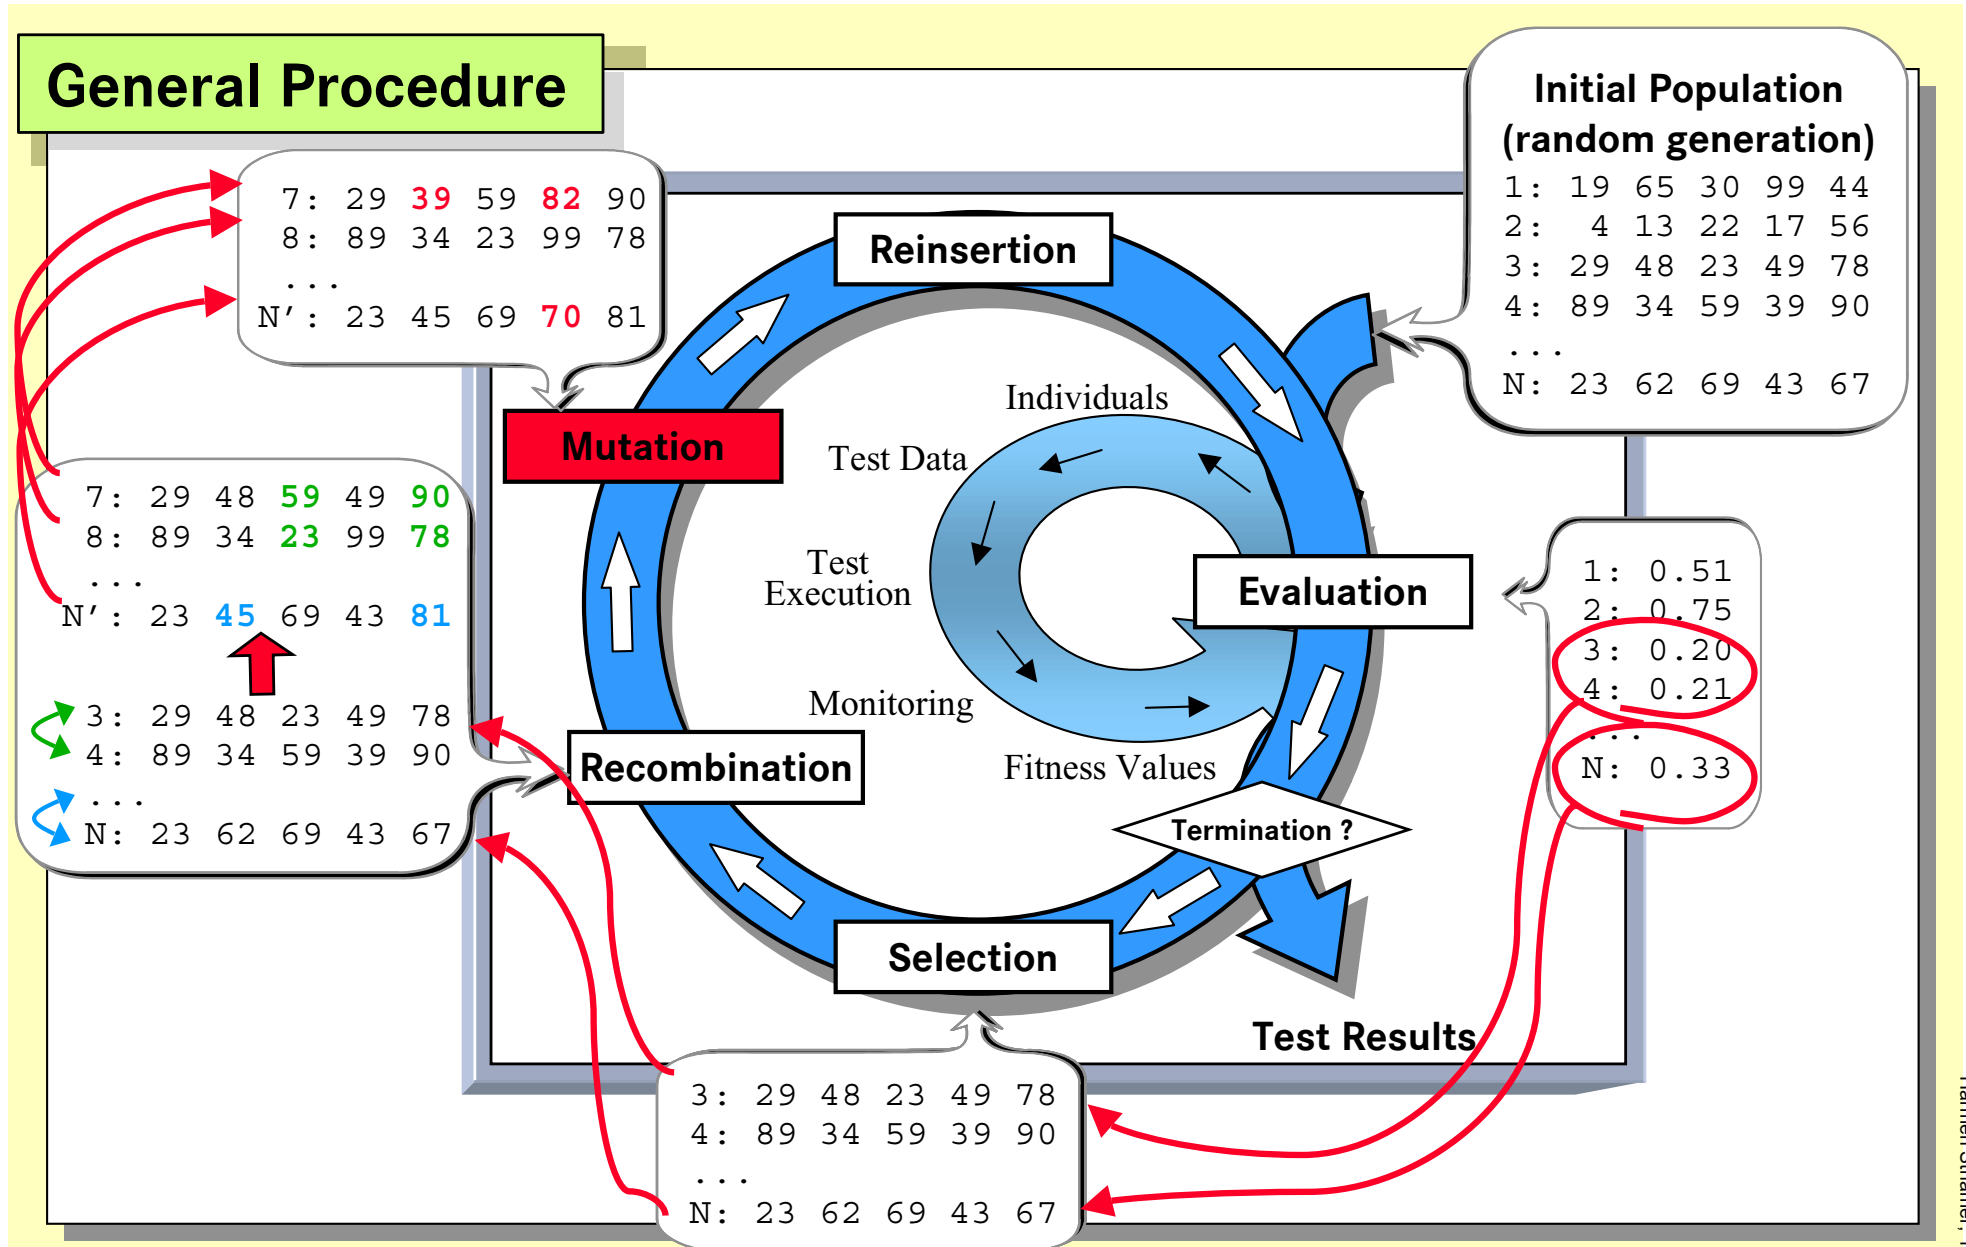 General Procedure
Initial Population
(random generation)
1: 19 65 30 99 44
2: 4 13 22 17 56
3: 29 48 23 49 78
4: 89 34 59 39 90
...
N: 23 62 69 43 67
7: 29 39 59 82 90
8: 89 34 23 99 78
...
N': 23 45 69 70 81
Reinsertion
Mutation
Individuals
Test Data
Test
Execution
Monitoring
Fitness Values
Evaluation
1: 0.51
2: 0.75
3: 0.20
4: 0.21
...
N: 0.33
7: 29 48 59 49 90
8: 89 34 23 99 78
...
N': 23 45 69 43 81
3: 29 48 23 49 78
4: 89 34 59 39 90
...
N: 23 62 69 43 67
Recombination
Termination ?
Selection
Test Results
3: 29 48 23 49 78
4: 89 34 59 39 90
...
N: 23 62 69 43 67